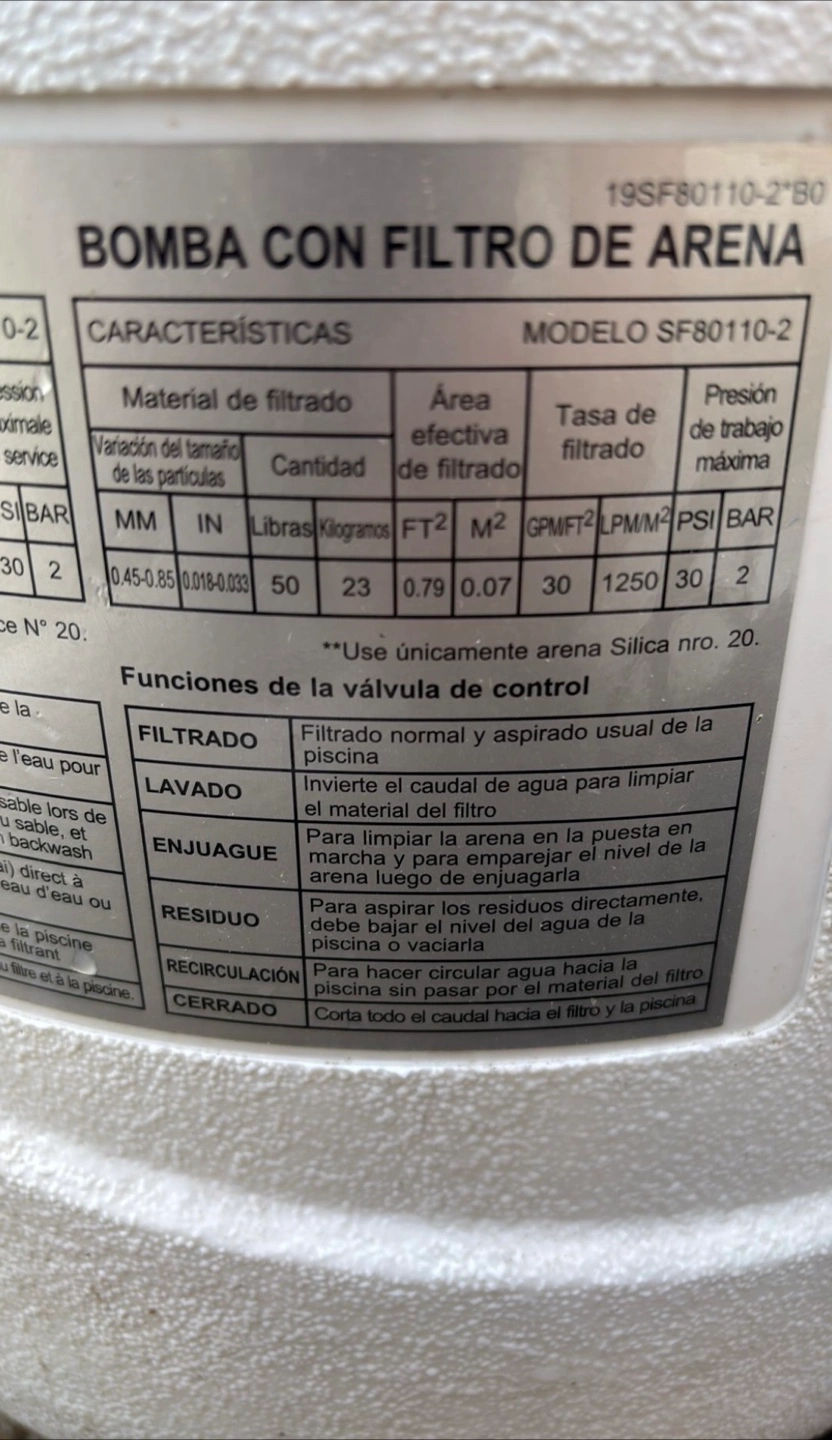 19SF80110-2*B0
BOMBA CON FILTRO DE ARENA
0-2
CARACTERÍSTICAS MODELO SF80110-2
ession
ximale
service
Material de filtrado
Área
efectiva
de filtrado
Tasa de
filtrado
Presión
de trabajo
máxima
Variación del tamaño
de las partículas
Cantidad
SI BAR
MM IN Libras Kilogramos FT² M² GPM/FT² LPM/M² PSI BAR
30 2
0.45-0.85 0.018-0.033 50 23 0.79 0.07 30 1250 30 2
ce N° 20.
**Use únicamente arena Silica nro. 20.
Funciones de la válvula de control
e la
e l'eau pour
sable lors de
u sable, et
n backwash
ai) direct à
eau d'eau ou
e la piscine
a filtrant
u filtre et à la piscine.
FILTRADO Filtrado normal y aspirado usual de la
piscina
LAVADO Invierte el caudal de agua para limpiar
el material del filtro
ENJUAGUE Para limpiar la arena en la puesta en
marcha y para emparejar el nivel de la
arena luego de enjuagarla
RESIDUO Para aspirar los residuos directamente,
debe bajar el nivel del agua de la
piscina o vaciarla
RECIRCULACIÓN Para hacer circular agua hacia la
piscina sin pasar por el material del filtro
CERRADO Corta todo el caudal hacia el filtro y la piscina